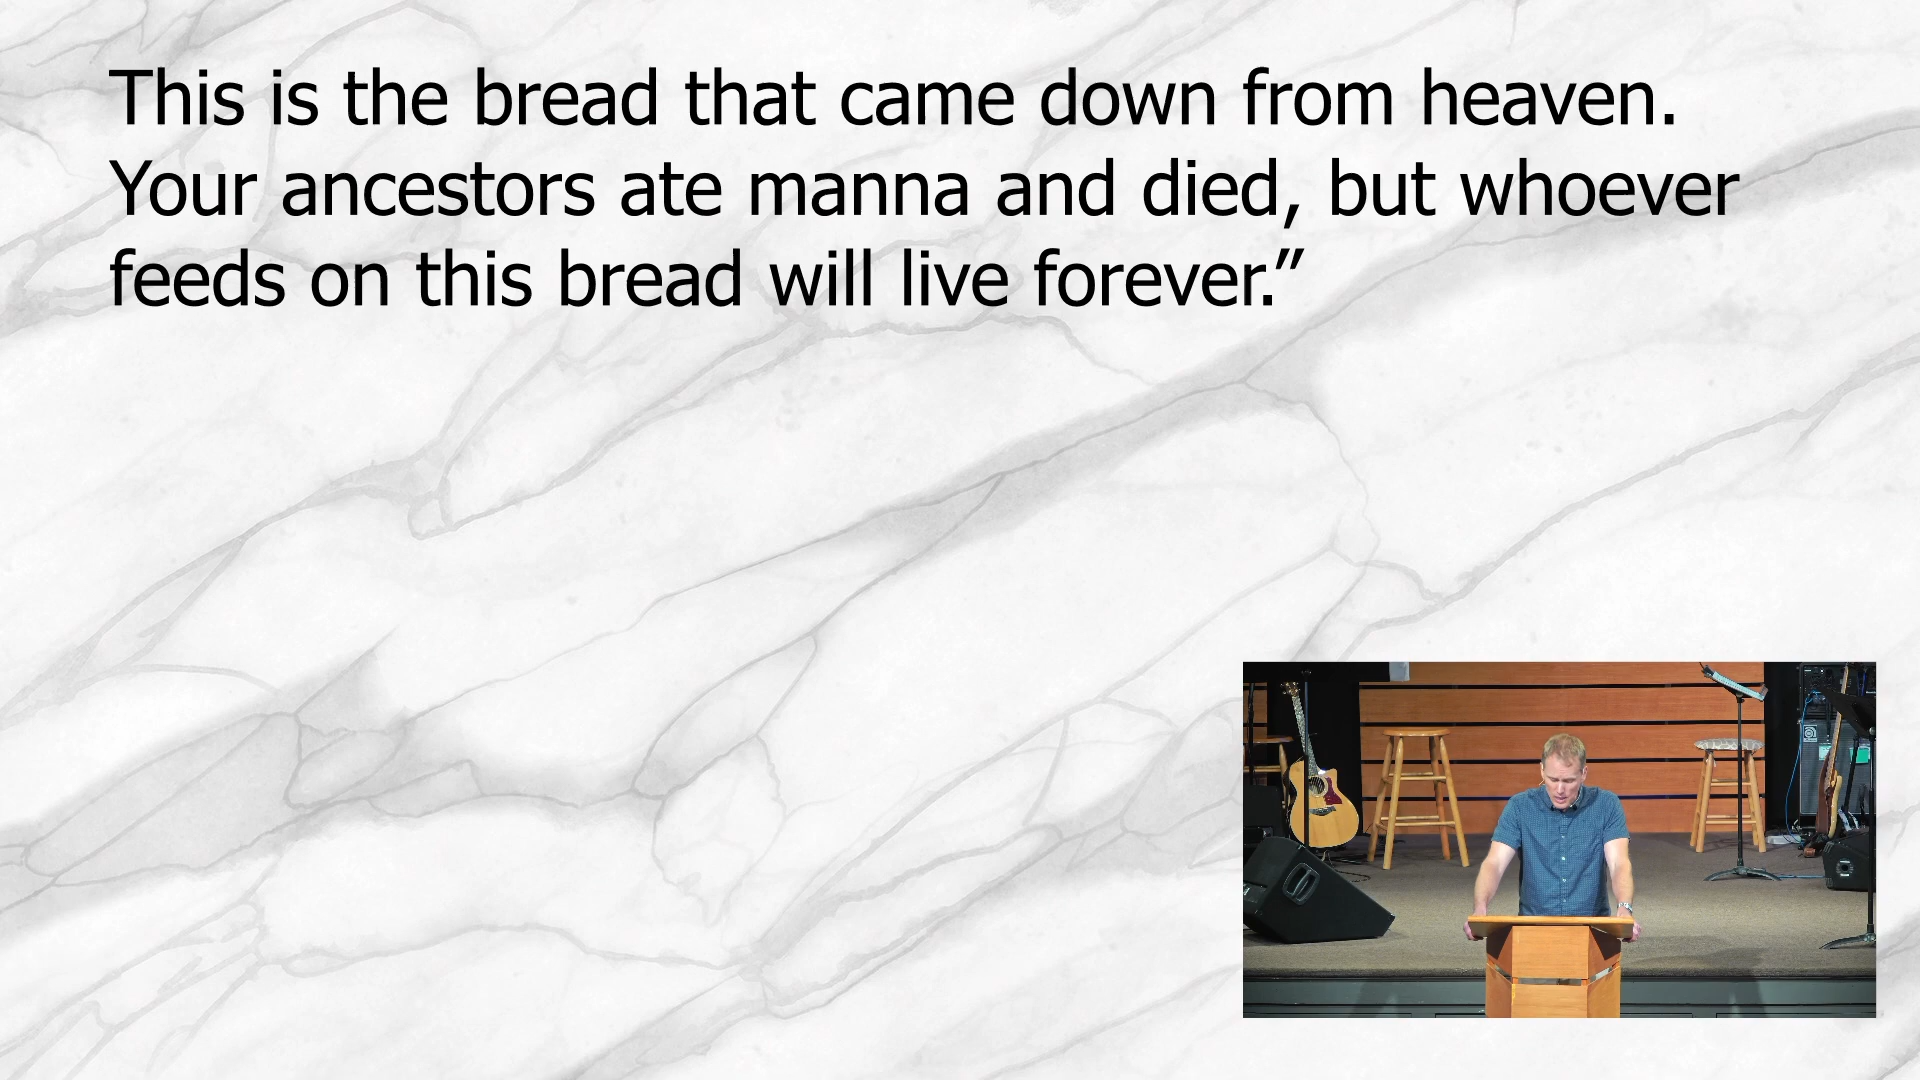 This is the bread that came down from heaven.
Your ancestors ate manna and died, but whoever
feeds on this bread will live forever.”